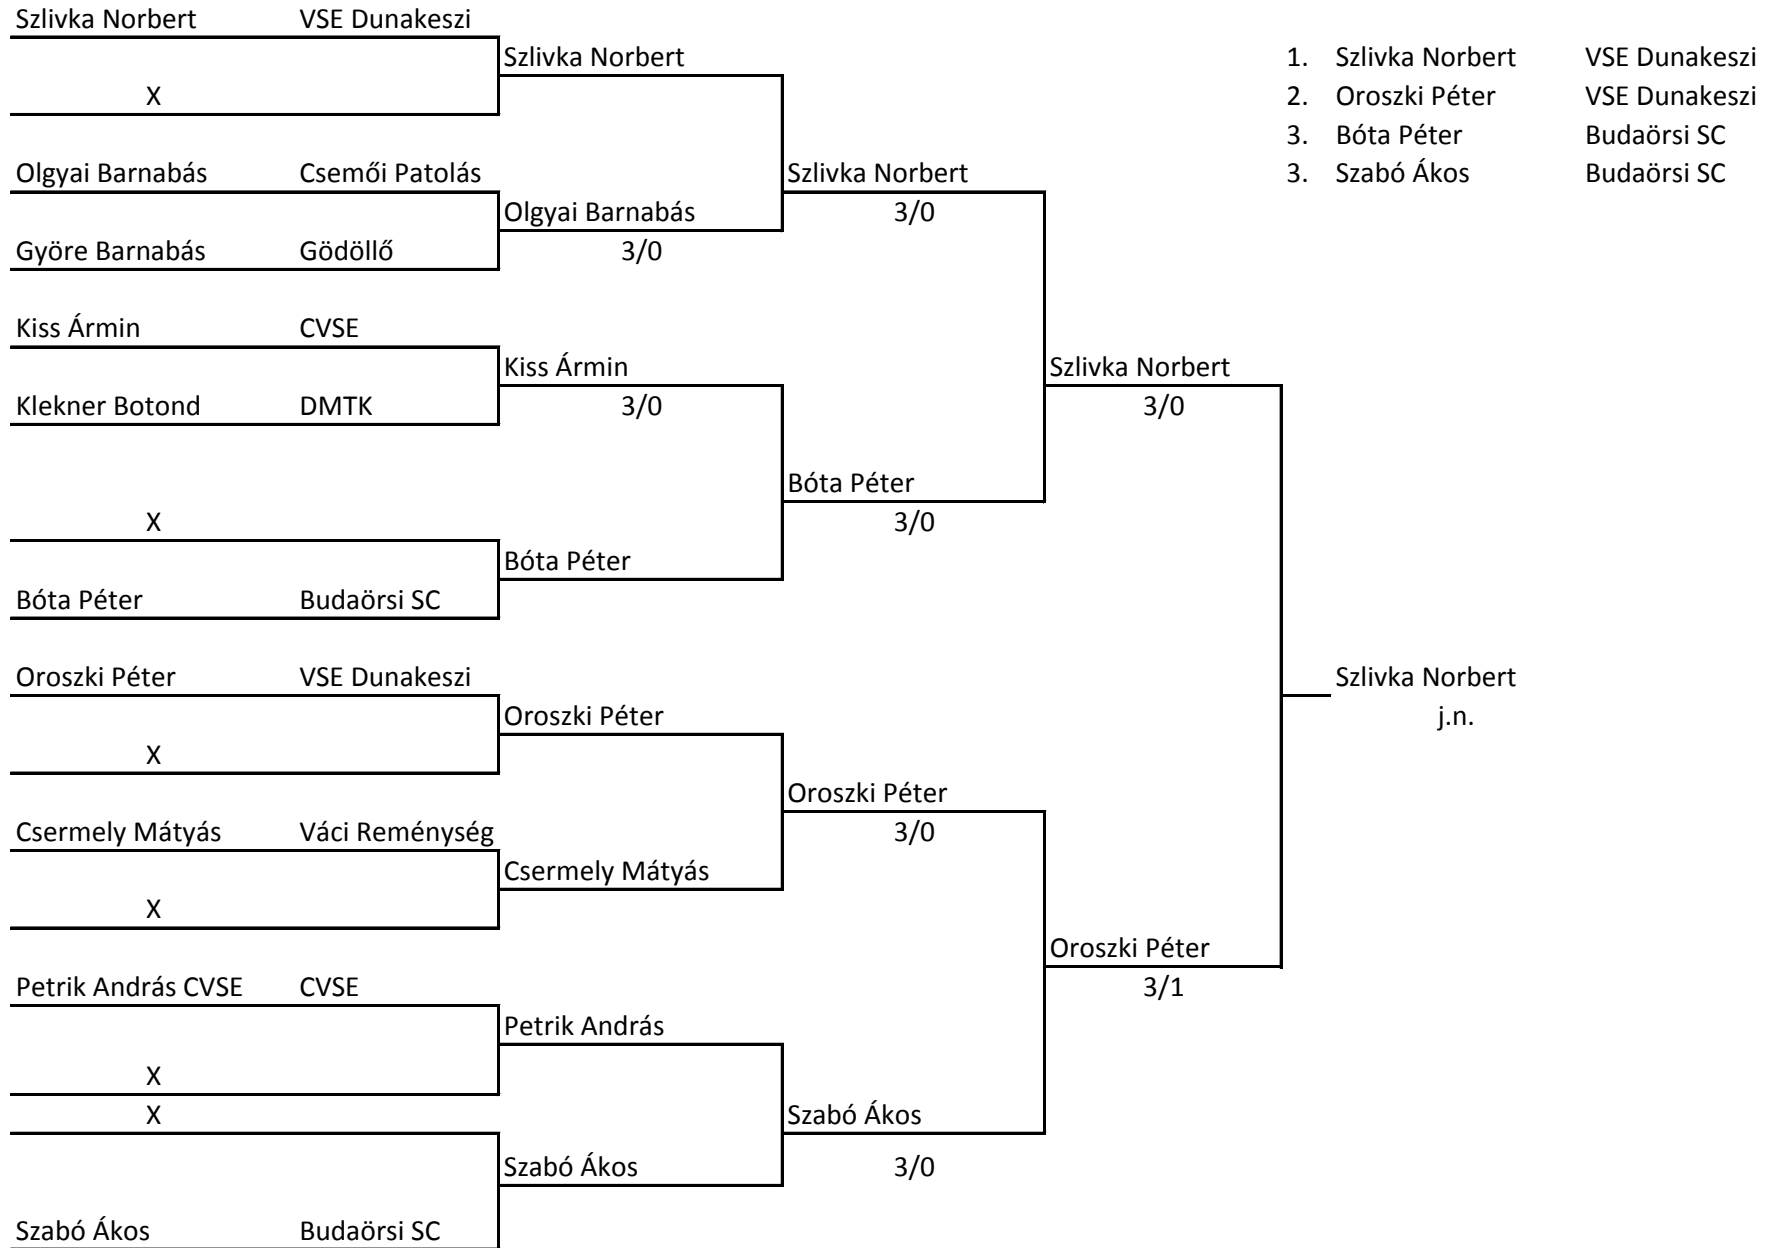 Szlivka Norbert VSE Dunakeszi
Szlivka Norbert 1. Szlivka Norbert VSE Dunakeszi
X 2. Oroszki Péter VSE Dunakeszi
3. Bóta Péter Budaörsi SC
Olgyai Barnabás Csemői Patolás Szlivka Norbert 3. Szabó Ákos Budaörsi SC
Olgyai Barnabás 3/0
Györe Barnabás Gödöllő 3/0
Kiss Ármin CVSE
Kiss Ármin Szlivka Norbert
Klekner Botond DMTK 3/0 3/0
Bóta Péter
X 3/0
Bóta Péter
Bóta Péter Budaörsi SC
Oroszki Péter VSE Dunakeszi Szlivka Norbert
Oroszki Péter j.n.
X
Oroszki Péter
Csermely Mátyás Váci Reménység 3/0
Csermely Mátyás
X
Oroszki Péter
Petrik András CVSE CVSE 3/1
Petrik András
X
X Szabó Ákos
Szabó Ákos 3/0
Szabó Ákos Budaörsi SC